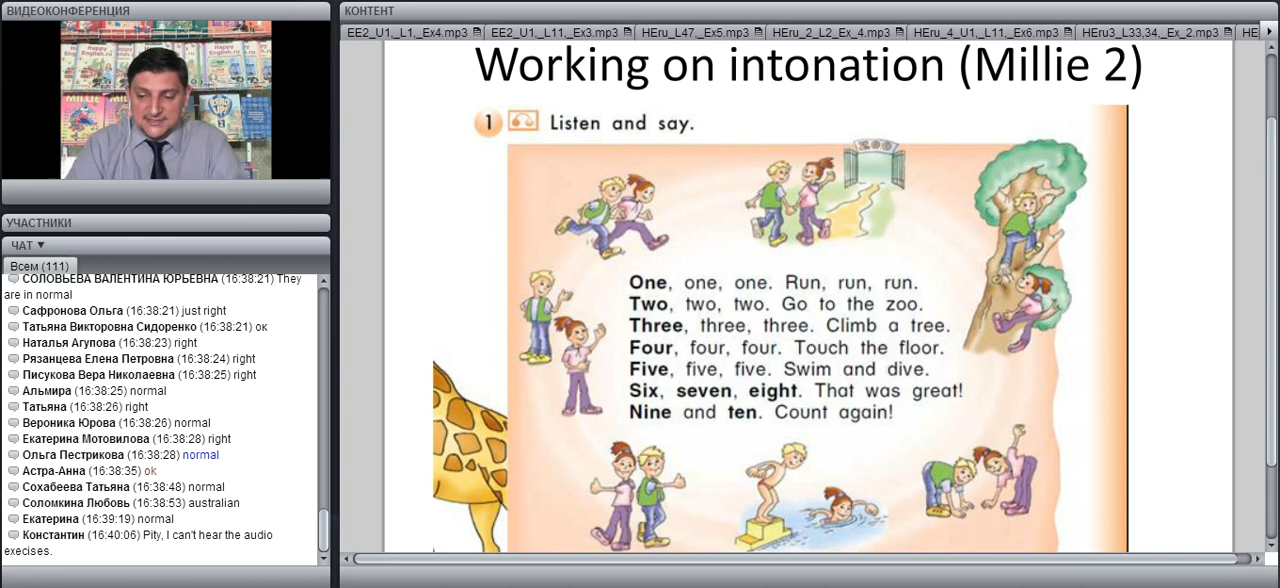 ВИДЕОКОНФЕРЕНЦИЯ
Happy English.ru
MILLIE
УЧАСТНИКИ
ЧАТ
Всем (111)
СОЛОВЬЕВА ВАЛЕНТИНА ЮРЬЕВНА (16:38:21) They
are in normal
Сафронова Ольга (16:38:21) just right
Татьяна Викторовна Сидоренко (16:38:21) ок
Наталья Агупова (16:38:23) right
Рязанцева Елена Петровна (16:38:24) right
Писукова Вера Николаевна (16:38:25) right
Альмира (16:38:25) normal
Татьяна (16:38:26) right
Вероника Юрова (16:38:26) normal
Екатерина Мотовилова (16:38:28) right
Ольга Пестрикова (16:38:28) normal
Астра-Анна (16:38:35) ok
Сохабеева Татьяна (16:38:48) normal
Соломкина Любовь (16:38:53) australian
Екатерина (16:39:19) normal
Константин (16:40:06) Pity, I can't hear the audio
execises.
КОНТЕНТ
EE2_U1,_L1,_Ex4.mp3 EE2_U1,_L11,_Ex3.mp3 HEru_L47,_Ex5.mp3 HEru_2_L2_Ex_4.mp3 HEru_4_U1,_L11,_Ex6.mp3 HEru3_L33,34,_Ex_2.mp3 HE
Working on intonation (Millie 2)
1 Listen and say.
ZOO
One, one, one. Run, run, run.
Two, two, two. Go to the zoo.
Three, three, three. Climb a tree.
Four, four, four. Touch the floor.
Five, five, five. Swim and dive.
Six, seven, eight. That was great!
Nine and ten. Count again!